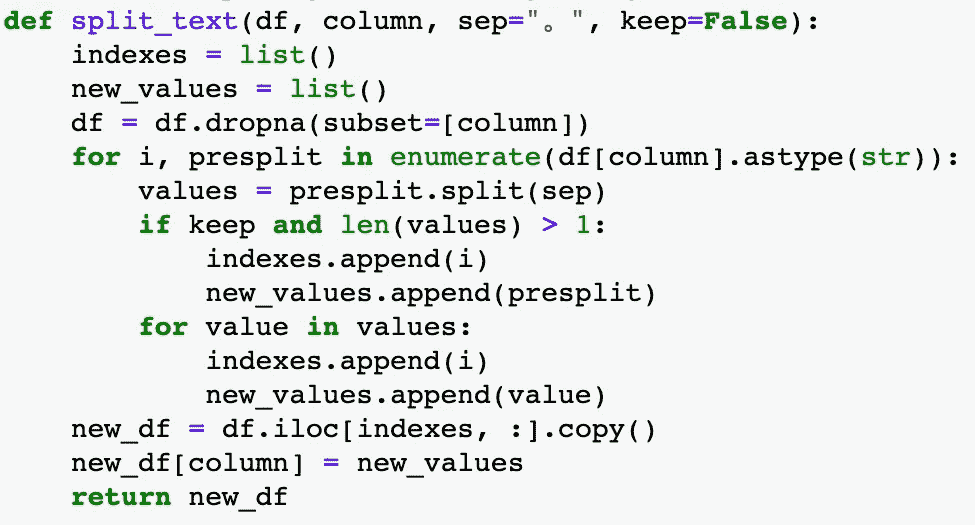 def split_text(df, column, sep="。", keep=False):
    indexes = list()
    new_values = list()
    df = df.dropna(subset=[column])
    for i, presplit in enumerate(df[column].astype(str)):
        values = presplit.split(sep)
        if keep and len(values) > 1:
            indexes.append(i)
            new_values.append(presplit)
        for value in values:
            indexes.append(i)
            new_values.append(value)
    new_df = df.iloc[indexes, :].copy()
    new_df[column] = new_values
    return new_df